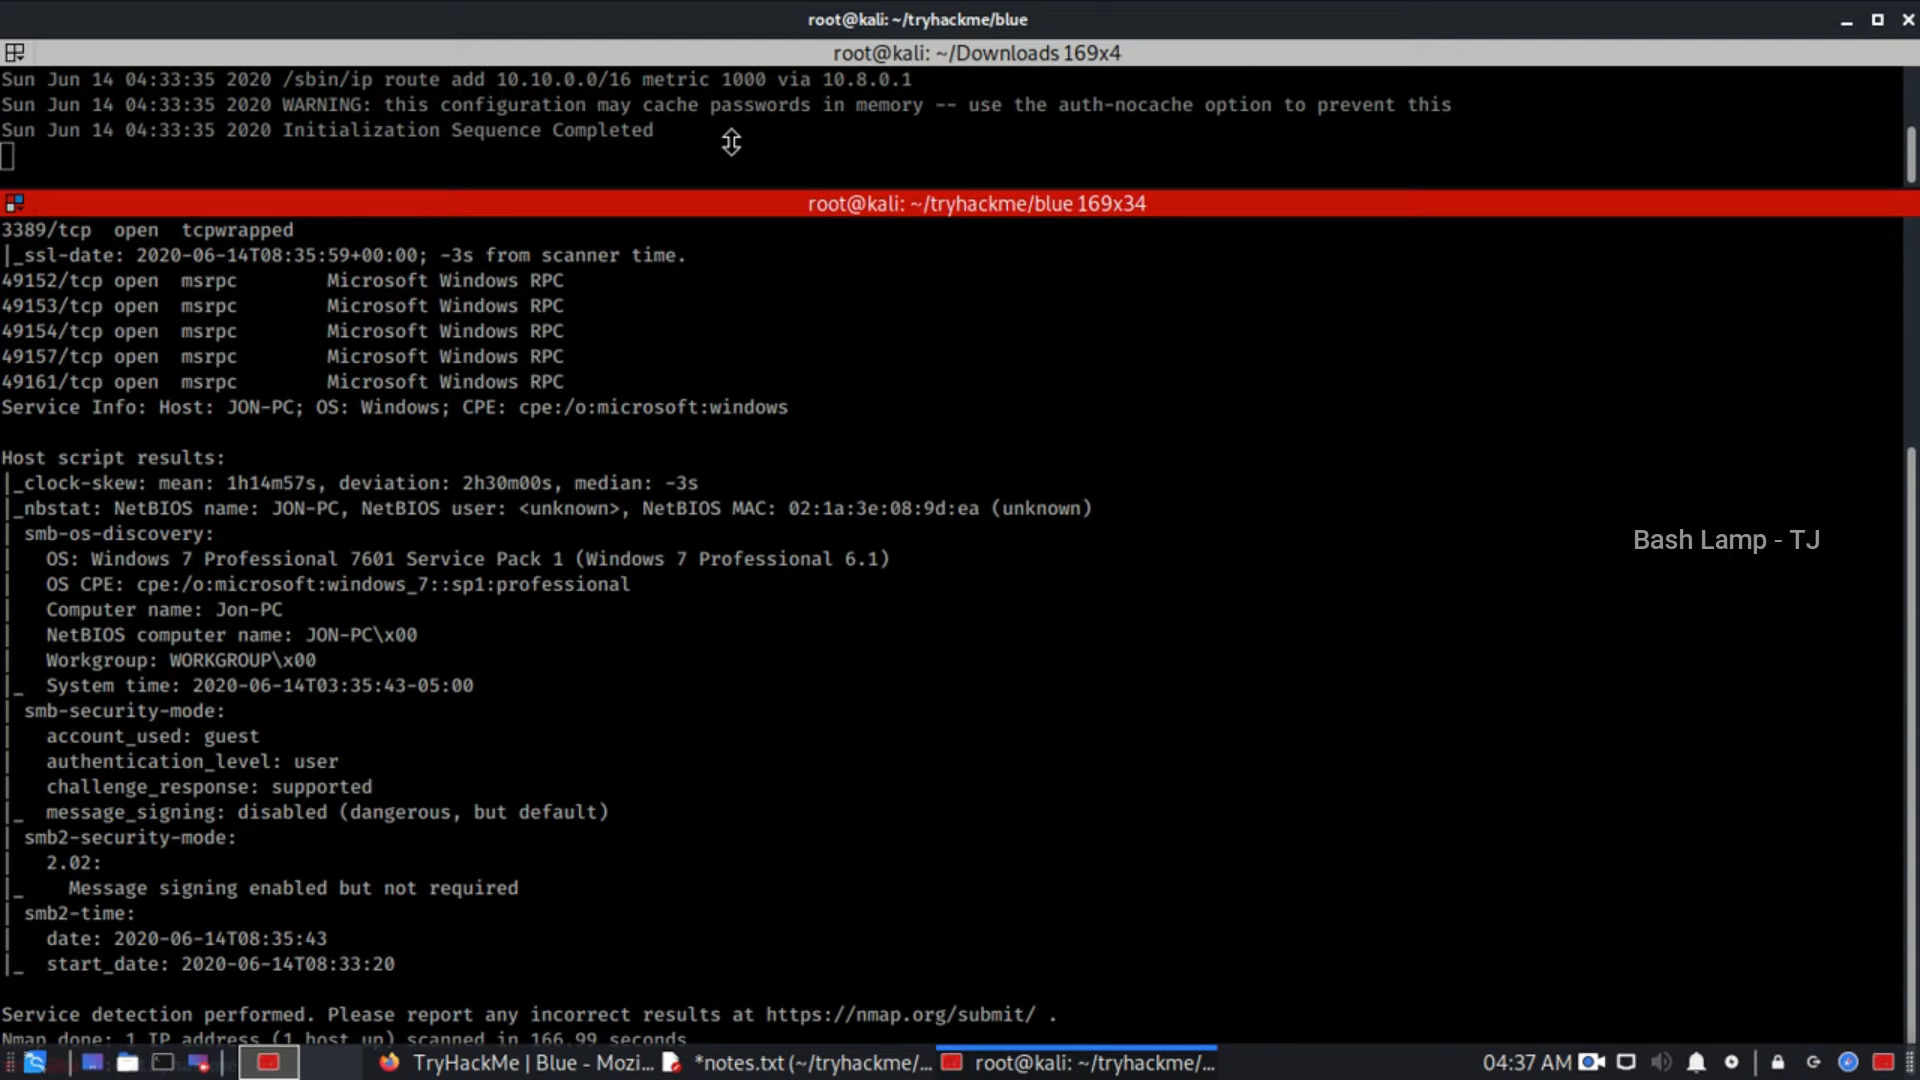 root@kali: ~/tryhackme/blue
root@kali: ~/Downloads 169x4
Sun Jun 14 04:33:35 2020 /sbin/ip route add 10.10.0.0/16 metric 1000 via 10.8.0.1
Sun Jun 14 04:33:35 2020 WARNING: this configuration may cache passwords in memory -- use the auth-nocache option to prevent this
Sun Jun 14 04:33:35 2020 Initialization Sequence Completed
root@kali: ~/tryhackme/blue 169x34
3389/tcp  open  tcpwrapped
|_ssl-date: 2020-06-14T08:35:59+00:00; -3s from scanner time.
49152/tcp open  msrpc        Microsoft Windows RPC
49153/tcp open  msrpc        Microsoft Windows RPC
49154/tcp open  msrpc        Microsoft Windows RPC
49157/tcp open  msrpc        Microsoft Windows RPC
49161/tcp open  msrpc        Microsoft Windows RPC
Service Info: Host: JON-PC; OS: Windows; CPE: cpe:/o:microsoft:windows
Host script results:
|_clock-skew: mean: 1h14m57s, deviation: 2h30m00s, median: -3s
|_nbstat: NetBIOS name: JON-PC, NetBIOS user: <unknown>, NetBIOS MAC: 02:1a:3e:08:9d:ea (unknown)
| smb-os-discovery:
|   OS: Windows 7 Professional 7601 Service Pack 1 (Windows 7 Professional 6.1)
|   OS CPE: cpe:/o:microsoft:windows_7::sp1:professional
|   Computer name: Jon-PC
|   NetBIOS computer name: JON-PC\x00
|   Workgroup: WORKGROUP\x00
|_  System time: 2020-06-14T03:35:43-05:00
| smb-security-mode:
|   account_used: guest
|   authentication_level: user
|   challenge_response: supported
|_  message_signing: disabled (dangerous, but default)
| smb2-security-mode:
|   2.02:
|_    Message signing enabled but not required
| smb2-time:
|   date: 2020-06-14T08:35:43
|_  start_date: 2020-06-14T08:33:20
Service detection performed. Please report any incorrect results at https://nmap.org/submit/ .
Nmap done: 1 IP address (1 host up) scanned in 166.99 seconds
Bash Lamp - TJ
TryHackMe | Blue - Mozi...
*notes.txt (~/tryhackme/...
root@kali: ~/tryhackme/...
04:37 AM